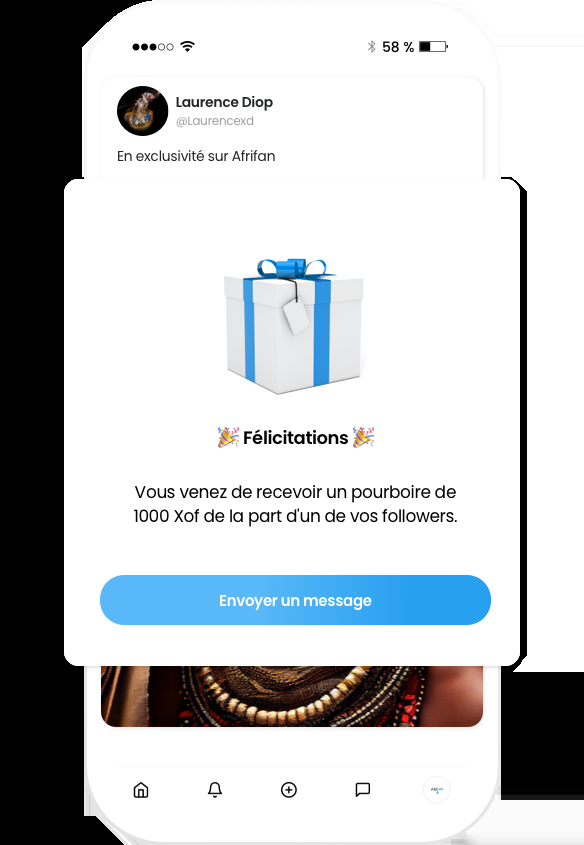 58 %
Laurence Diop
@Laurencexd
En exclusivité sur Afrifan
🎉 Félicitations 🎉
Vous venez de recevoir un pourboire de
1000 Xof de la part d'un de vos followers.
Envoyer un message